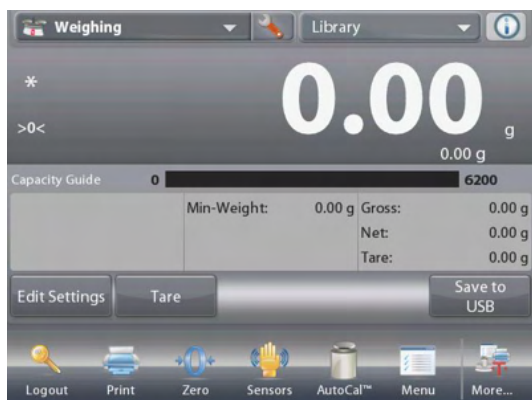 Weighing Library
*
>0<
0.00 g
0.00 g
Capacity Guide 0 6200
Min-Weight: 0.00 g Gross: 0.00 g
Net: 0.00 g
Tare: 0.00 g
Edit Settings Tare Save to
USB
Logout Print Zero Sensors AutoCal™ Menu More...